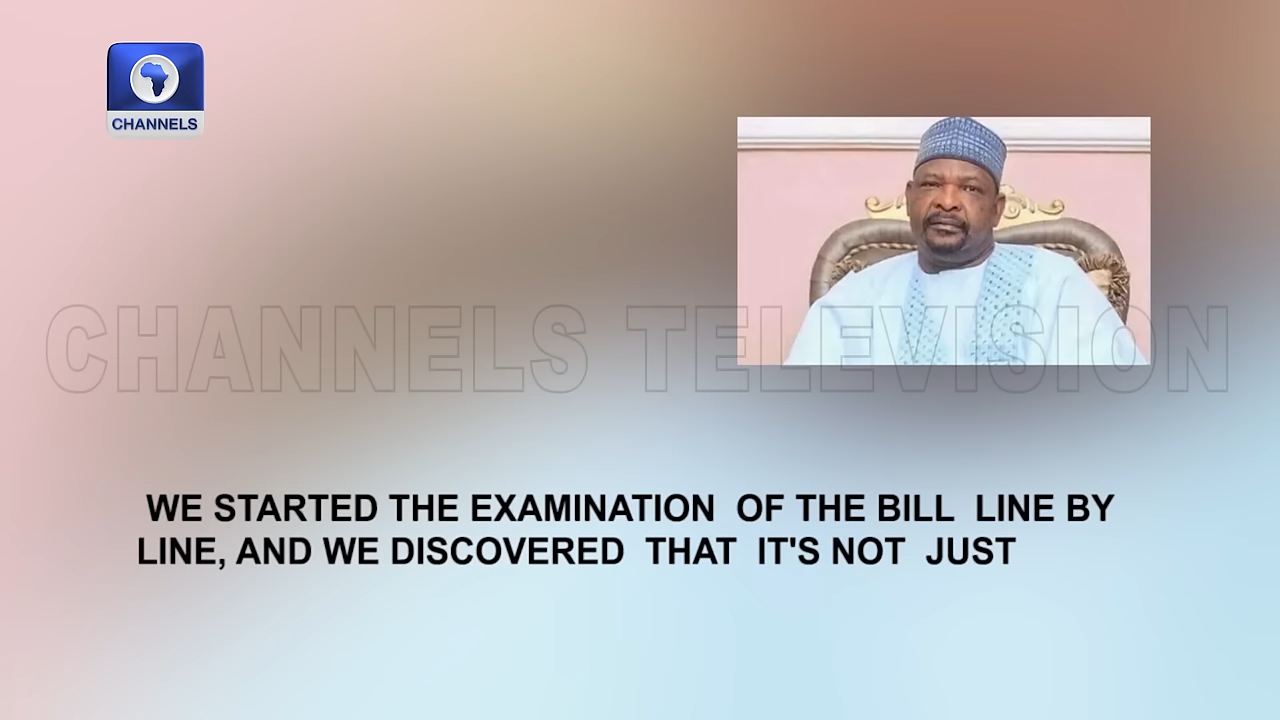 CHANNELS
CHANNELS TELEVISION
WE STARTED THE EXAMINATION OF THE BILL LINE BY
LINE, AND WE DISCOVERED THAT IT'S NOT JUST